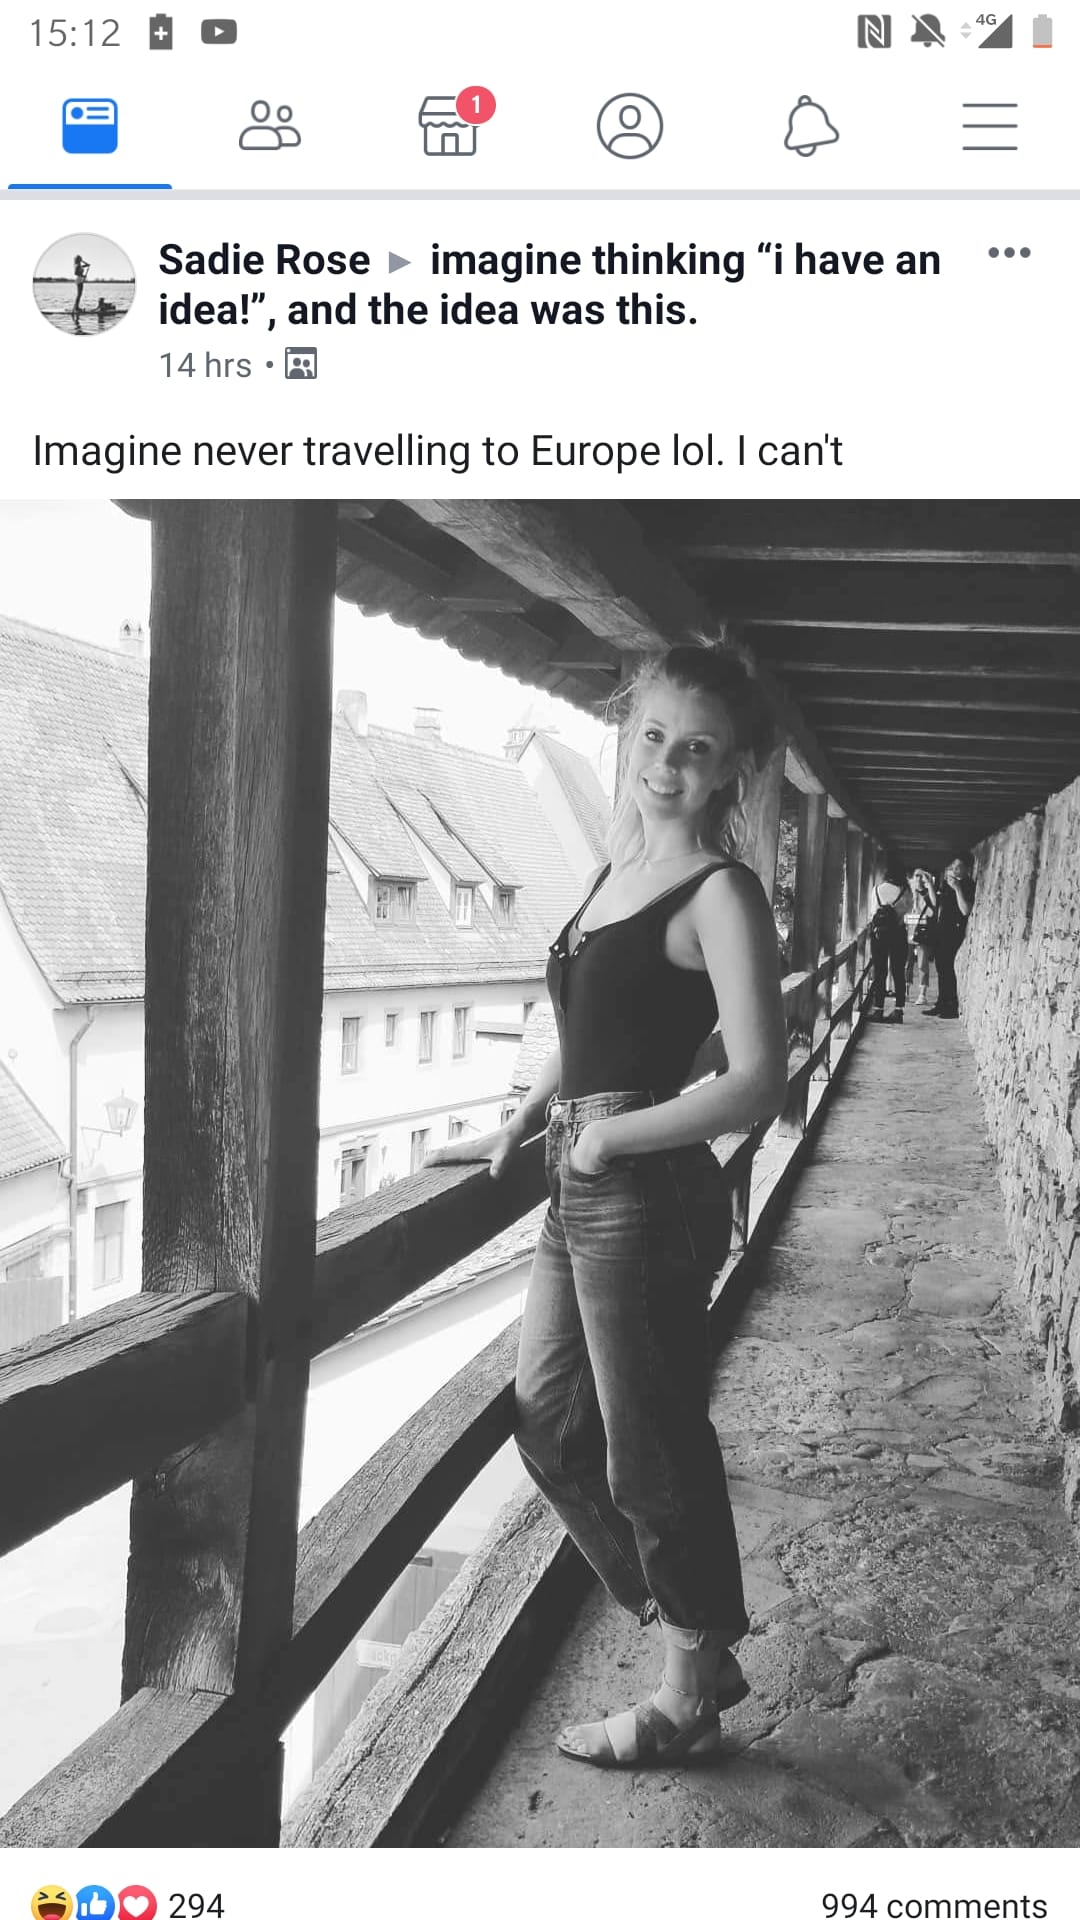 15:12
4G
1
Sadie Rose ▸ imagine thinking “i have an
idea!”, and the idea was this.
14 hrs •
Imagine never travelling to Europe lol. I can't
294
994 comments